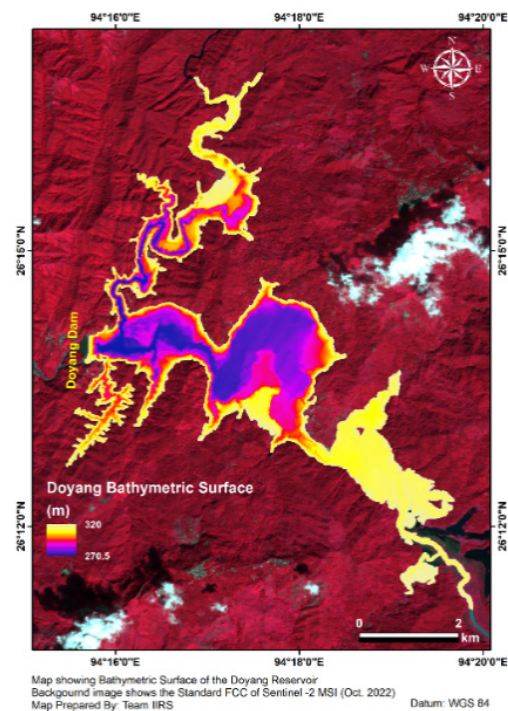 94°16'0"E 94°18'0"E 94°20'0"E
N
W E
S
26°15'0"N 26°15'0"N
Doyang Dam
Doyang Bathymetric Surface
(m)
320
270.5
26°12'0"N 26°12'0"N
0 2
km
94°16'0"E 94°18'0"E 94°20'0"E
Map showing Bathymetric Surface of the Doyang Reservoir
Backgound image shows the Standard FCC of Sentinel -2 MSI (Oct. 2022)
Map Prepared By: Team IIRS Datum: WGS 84